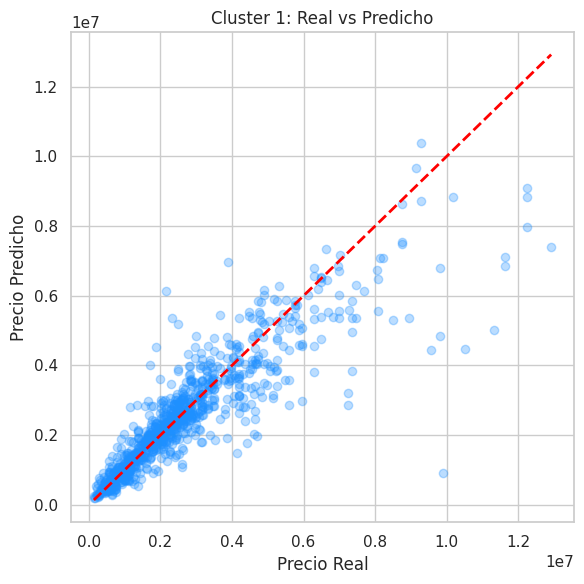 Cluster 1: Real vs Predicho
1e7
1.2
1.0
0.8
0.6
0.4
0.2
0.0
Precio Predicho
0.0 0.2 0.4 0.6 0.8 1.0 1.2
1e7
Precio Real